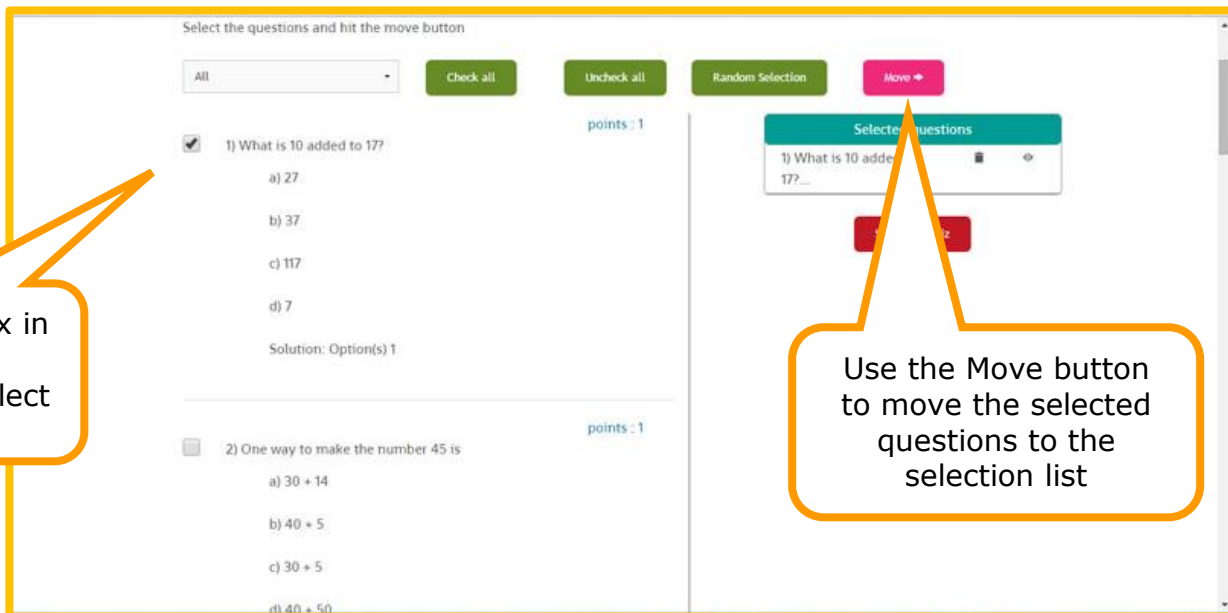 Select the questions and hit the move button
All
Check all
Uncheck all
Random Selection
Move
points : 1
1) What is 10 added to 17?
a) 27
b) 37
c) 117
d) 7
Solution: Option(s) 1
points : 1
2) One way to make the number 45 is
a) 30 + 14
b) 40 + 5
c) 30 + 5
d) 40 + 50
Selected questions
1) What is 10 adde
17?...
in
lect
Use the Move button
to move the selected
questions to the
selection list